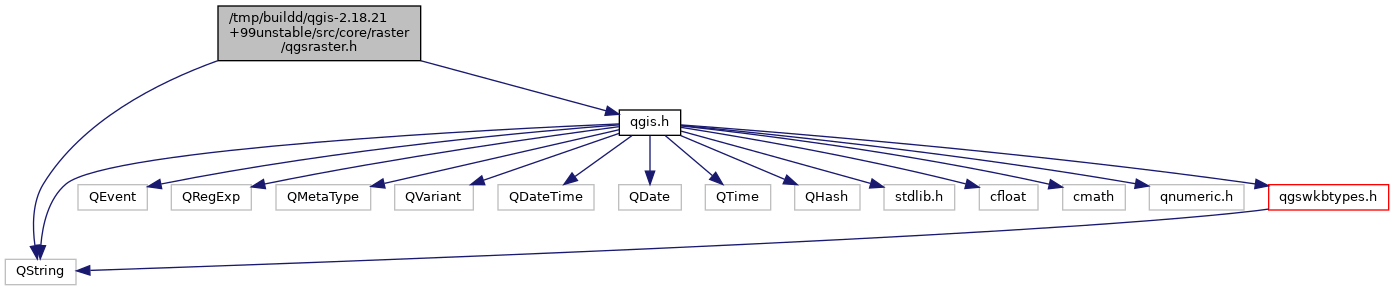 /tmp/buildd/qgis-2.18.21
+99unstable/src/core/raster
/qgsraster.h
qgis.h
QEvent
QRegExp
QMetaType
QVariant
QDateTime
QDate
QTime
QHash
stdlib.h
cfloat
cmath
qnumeric.h
qgswkbtypes.h
QString